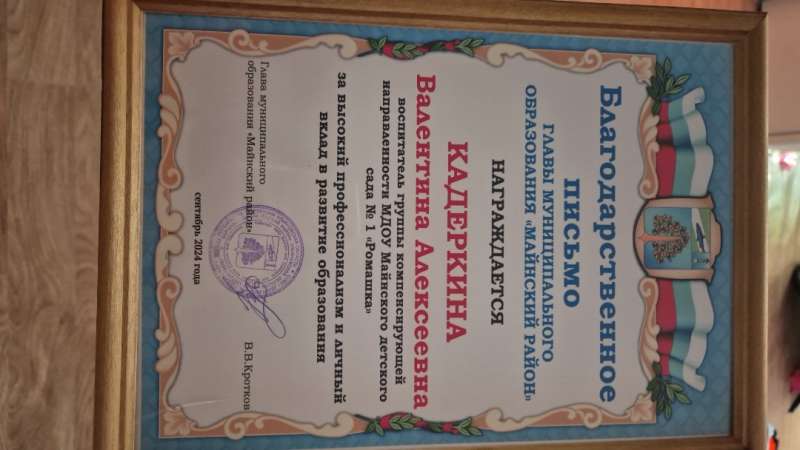 Благодарственное
письмо
ГЛАВЫ МУНИЦИПАЛЬНОГО
ОБРАЗОВАНИЯ «МАЙНСКИЙ РАЙОН»
НАГРАЖДАЕТСЯ
КАДЕРКИНА
Валентина Алексеевна
воспитатель группы компенсирующей
направленности МДОУ Майнского детского
сада № 1 «Ромашка»
за высокий профессионализм и личный
вклад в развитие образования
Глава муниципального
образования «Майнский район»
В.В.Кротков
сентябрь 2024 года